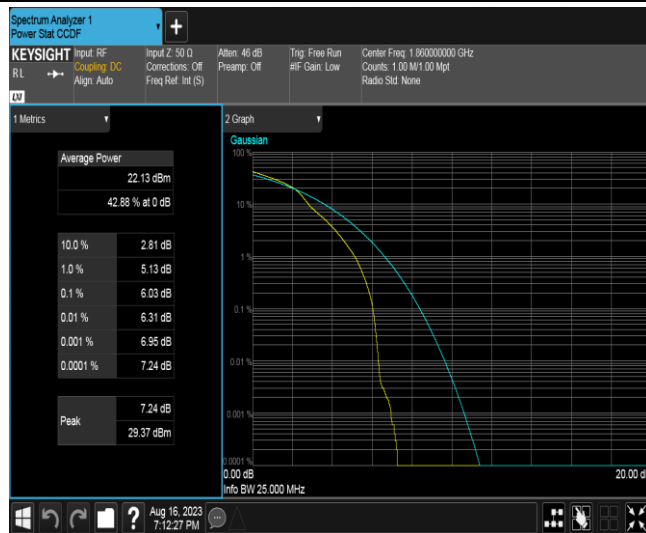 Spectrum Analyzer 1
Power Stat CCDF
+
KEYSIGHT
RL
Input: RF
Coupling: DC
Align: Auto
Input Z: 50 Ω
Corrections: Off
Freq Ref: Int (S)
Atten: 46 dB
Preamp: Off
Trig: Free Run
#IF Gain: Low
Center Freq: 1.860000000 GHz
Counts: 1.00 M/1.00 Mpt
Radio Std: None
LXI
1 Metrics
Average Power
22.13 dBm
42.88 % at 0 dB
10.0 % 2.81 dB
1.0 % 5.13 dB
0.1 % 6.03 dB
0.01 % 6.31 dB
0.001 % 6.95 dB
0.0001 % 7.24 dB
Peak
7.24 dB
29.37 dBm
2 Graph
Gaussian
100 %
10 %
1 %
0.1 %
0.01 %
0.001 %
0.0001 %
0.00 dB
20.00 d
Info BW 25.000 MHz
?
Aug 16, 2023
7:12:27 PM